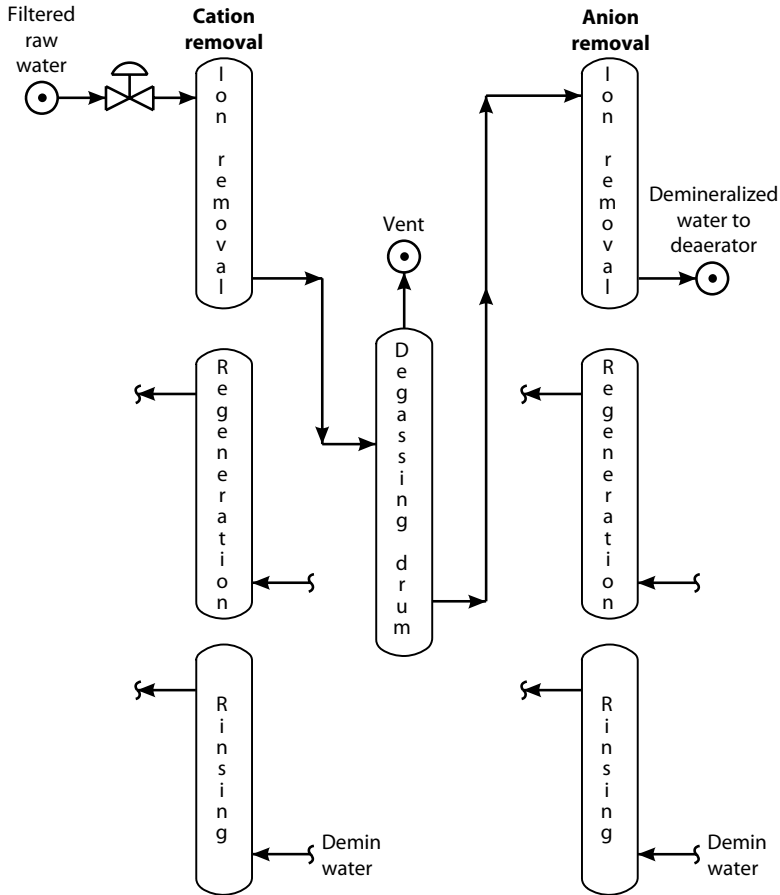 Filtered
raw
water
Cation
removal
Ion removal
Vent
Degassing drum
Anion
removal
Ion removal
Demineralized
water to
deaerator
Regeneration
Regeneration
Rinsing
Demin
water
Rinsing
Demin
water